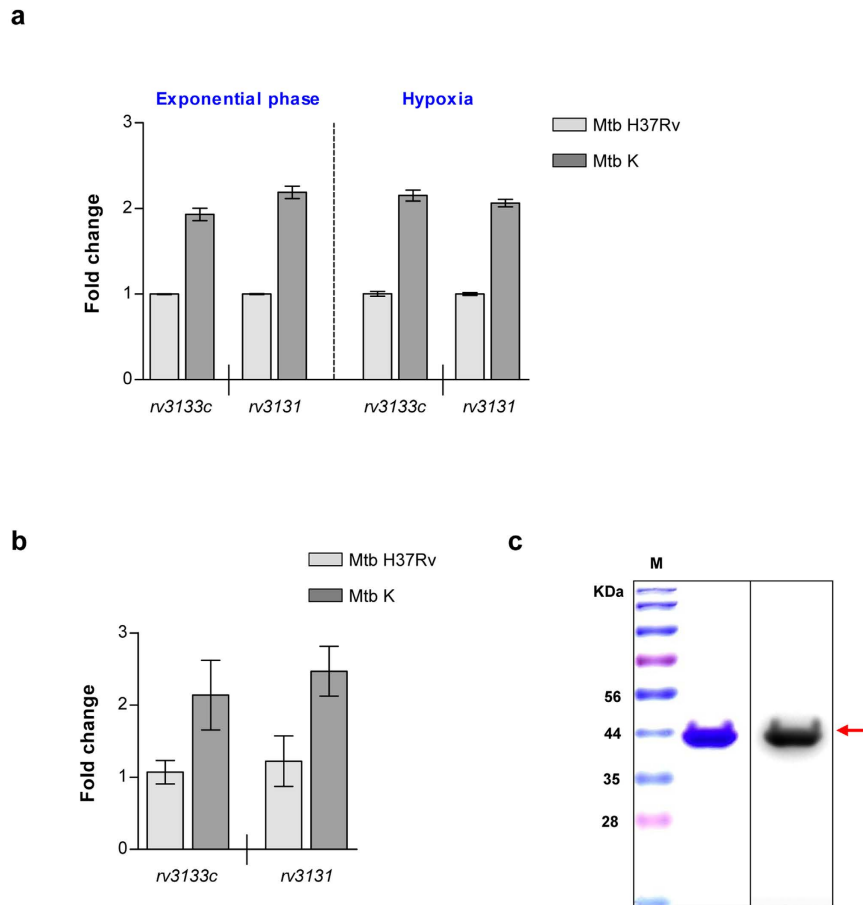 a
Exponential phase Hypoxia
Mtb H37Rv
Mtb K
Fold change
3
2
1
0
rv3133c rv3131 rv3133c rv3131
b
Mtb H37Rv
Mtb K
Fold change
3
2
1
0
rv3133c rv3131
c
M
KDa
56
44
35
28